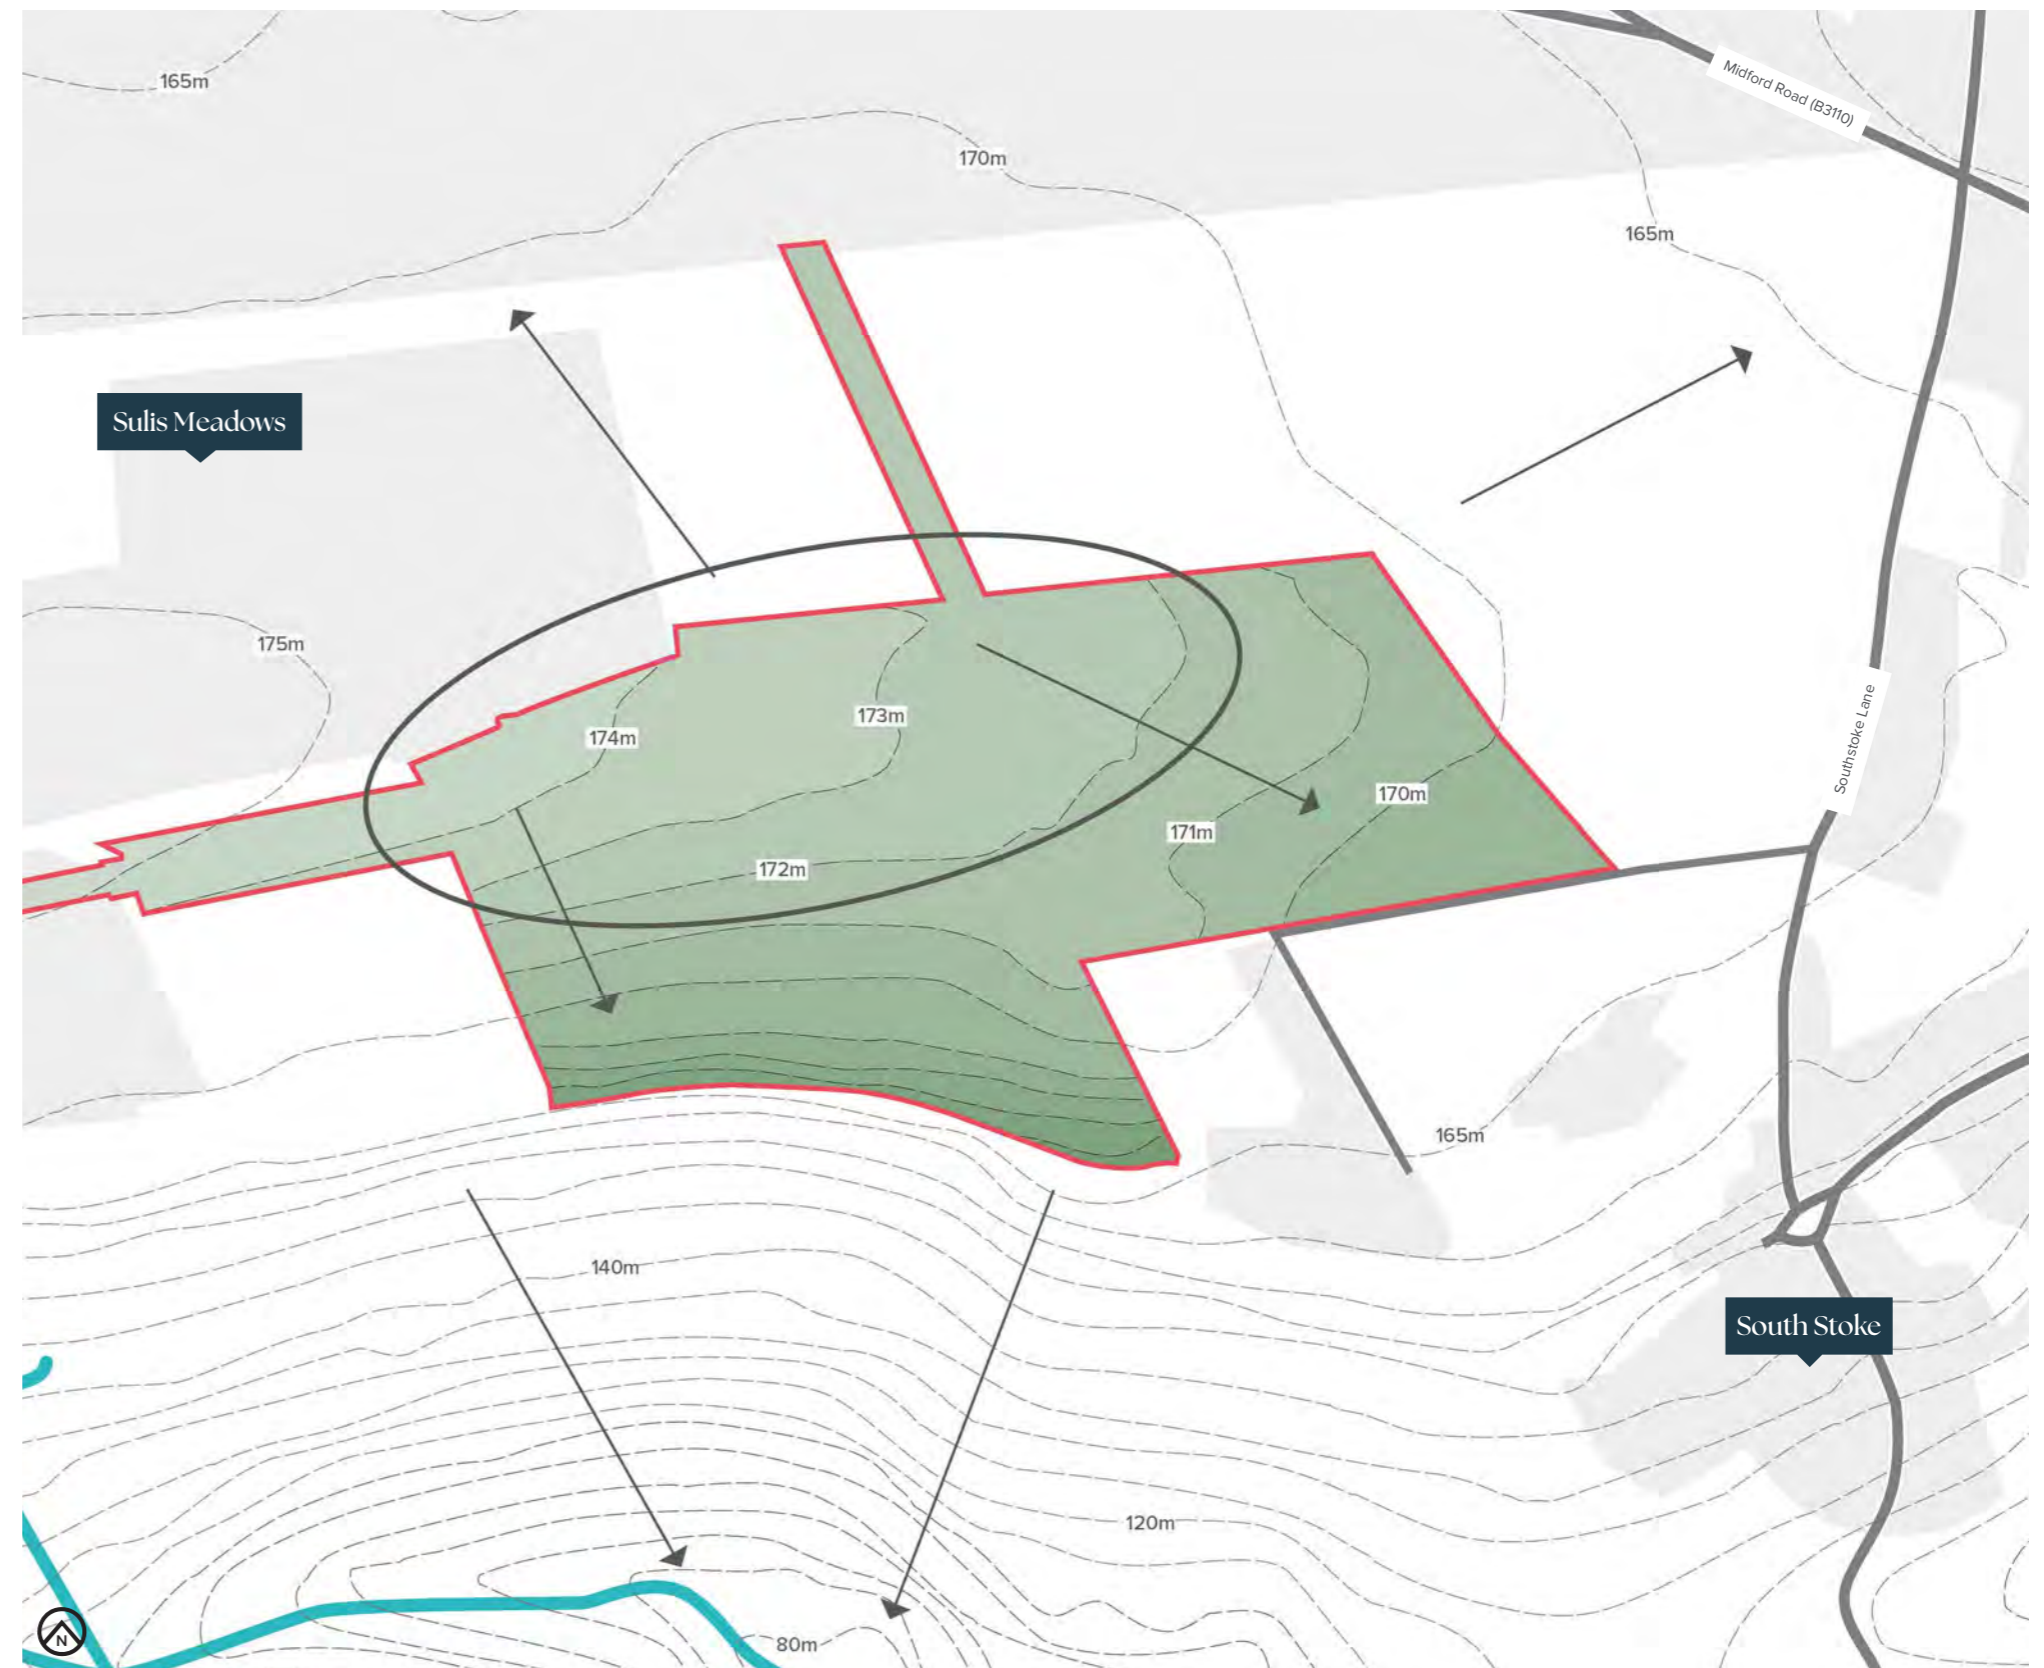 165m
Midford Road (B3110)
170m
165m
Sulis Meadows
175m
174m
173m
Southstoke Lane
170m
171m
172m
165m
140m
South Stoke
120m
80m
N